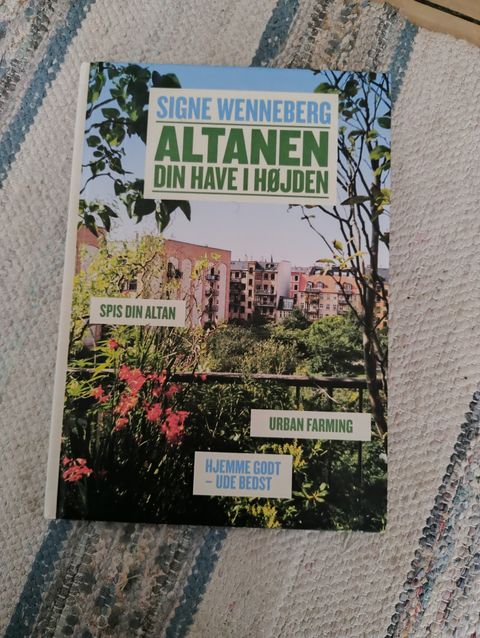 SIGNE WENNEBERG
ALTANEN
DIN HAVE I HØJDEN
SPIS DIN ALTAN
URBAN FARMING
HJEMME GODT
– UDE BEDST